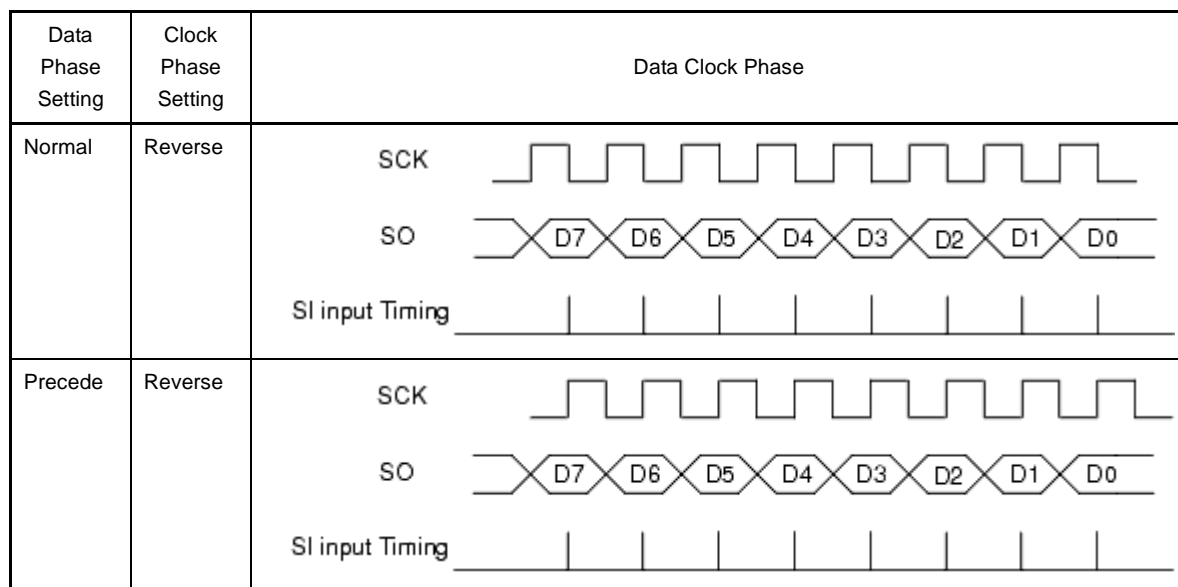 Data Phase Setting
Clock Phase Setting
Data Clock Phase
Normal
Reverse
SCK
SO
D7 D6 D5 D4 D3 D2 D1 D0
SI input Timing
Precede
Reverse
SCK
SO
D7 D6 D5 D4 D3 D2 D1 D0
SI input Timing